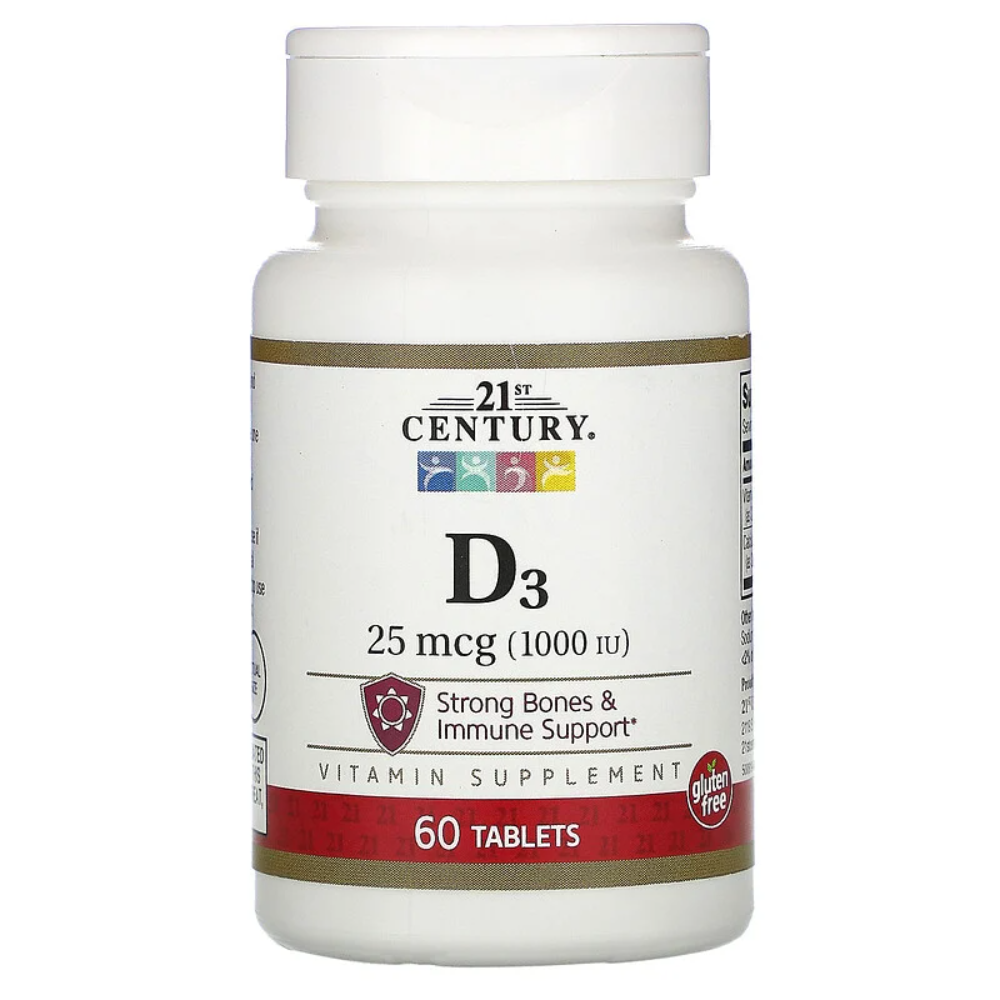 21ST
CENTURY®
D3
25 mcg (1000 IU)
Strong Bones &
Immune Support*
VITAMIN SUPPLEMENT
gluten
free
60 TABLETS